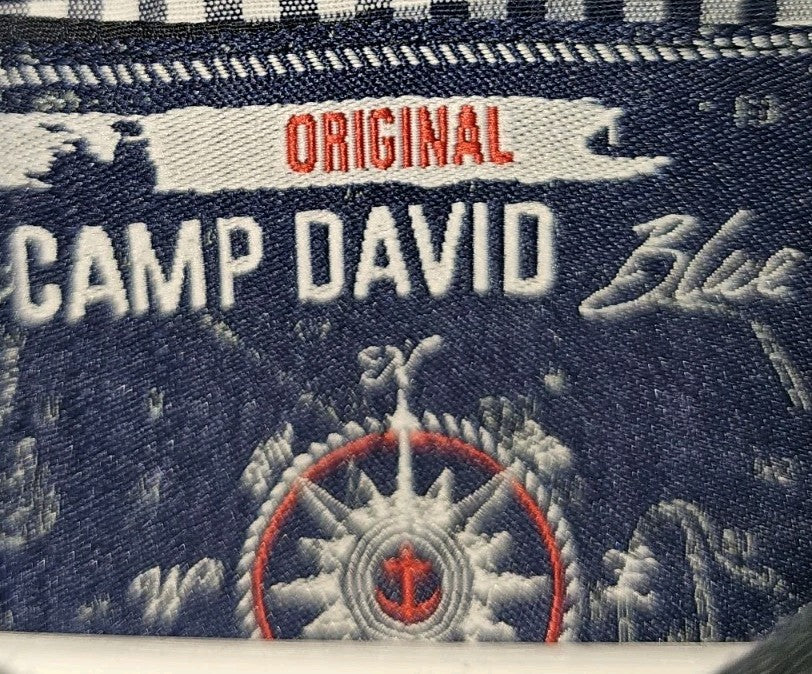 ORIGINAL
CAMP DAVID Blue
N
W